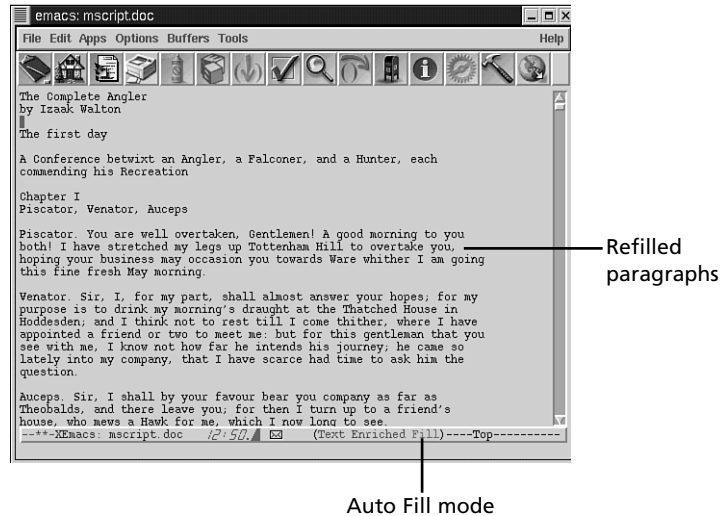 emacs: mscript.doc
File Edit Apps Options Buffers Tools Help
The Complete Angler
by Izaak Walton
The first day
A Conference betwixt an Angler, a Falconer, and a Hunter, each
commending his Recreation
Chapter I
Piscator, Venator, Auceps
Piscator. You are well overtaken, Gentlemen! A good morning to you
both! I have stretched my legs up Tottenham Hill to overtake you,
hoping your business may occasion you towards Ware whither I am going
this fine fresh May morning.
Venator. Sir, I, for my part, shall almost answer your hopes; for my
purpose is to drink my morning's draught at the Thatched House in
Hoddesden; and I think not to rest till I come thither, where I have
appointed a friend or two to meet me: but for this gentleman that you
see with me, I know not how far he intends his journey; he came so
lately into my company, that I have scarce had time to ask him the
question.
Auceps. Sir, I shall by your favour bear you company as far as
Theobalds, and there leave you; for then I turn up to a friend's
house, who mews a Hawk for me, which I now long to see.
--**-XEmacs: mscript.doc 12:50 (Text Enriched Fill)----Top----------
Refilled
paragraphs
Auto Fill mode